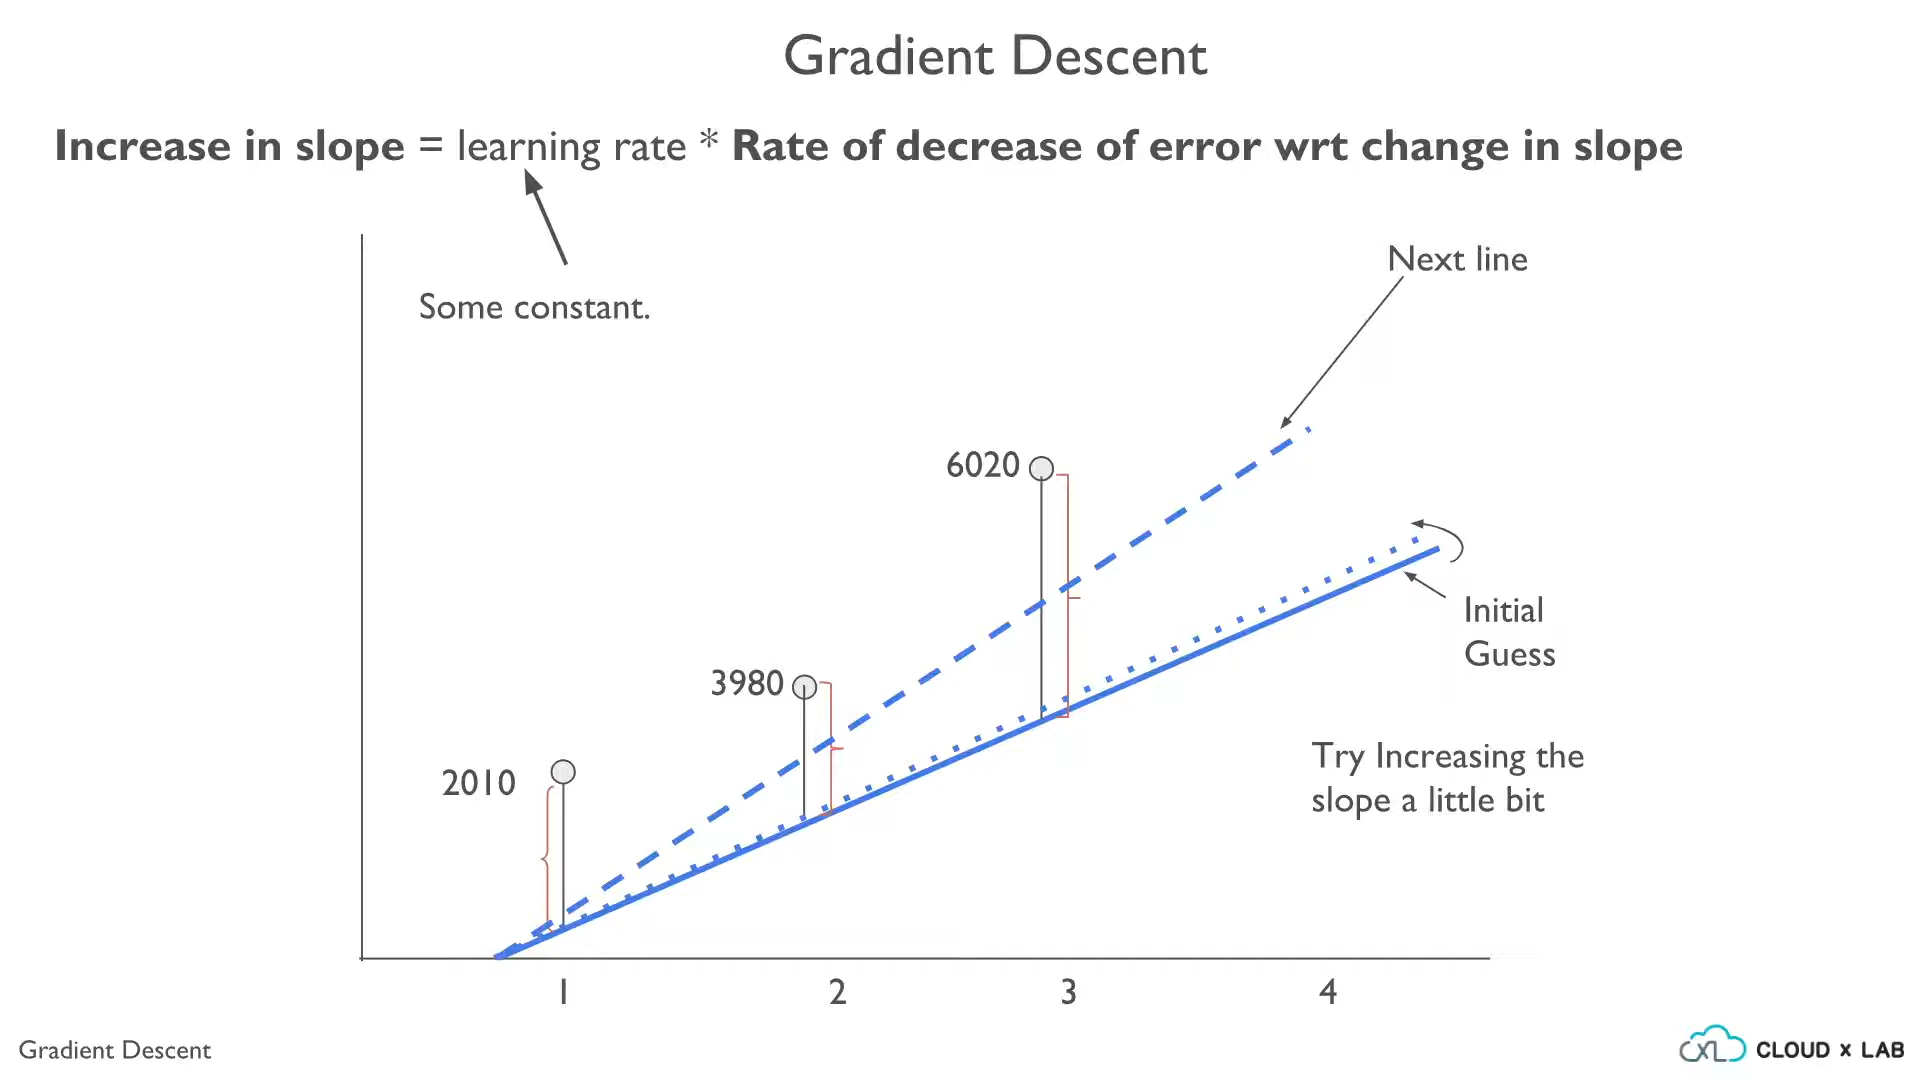 Gradient Descent
Increase in slope = learning rate * Rate of decrease of error wrt change in slope
Some constant.
Next line
6020
Initial
Guess
3980
2010
Try Increasing the
slope a little bit
1 2 3 4
Gradient Descent
CXL CLOUD x LAB